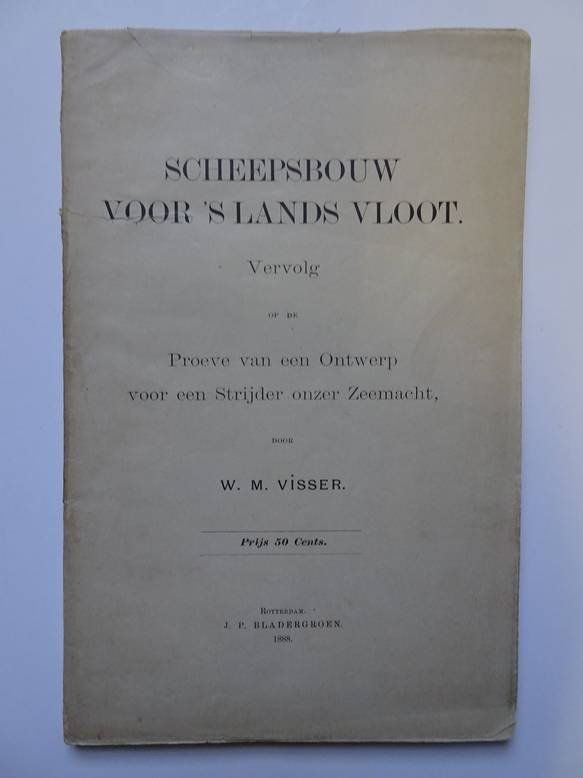 SCHEEPSBOUW
VOOR 'S LANDS VLOOT.
Vervolg
OP DE
Proeve van een Ontwerp
voor een Strijder onzer Zeemacht,
DOOR
W. M. VISSER.
Prijs 50 Cents.
ROTTERDAM.
J. P. BLADERGROEN.
1888.